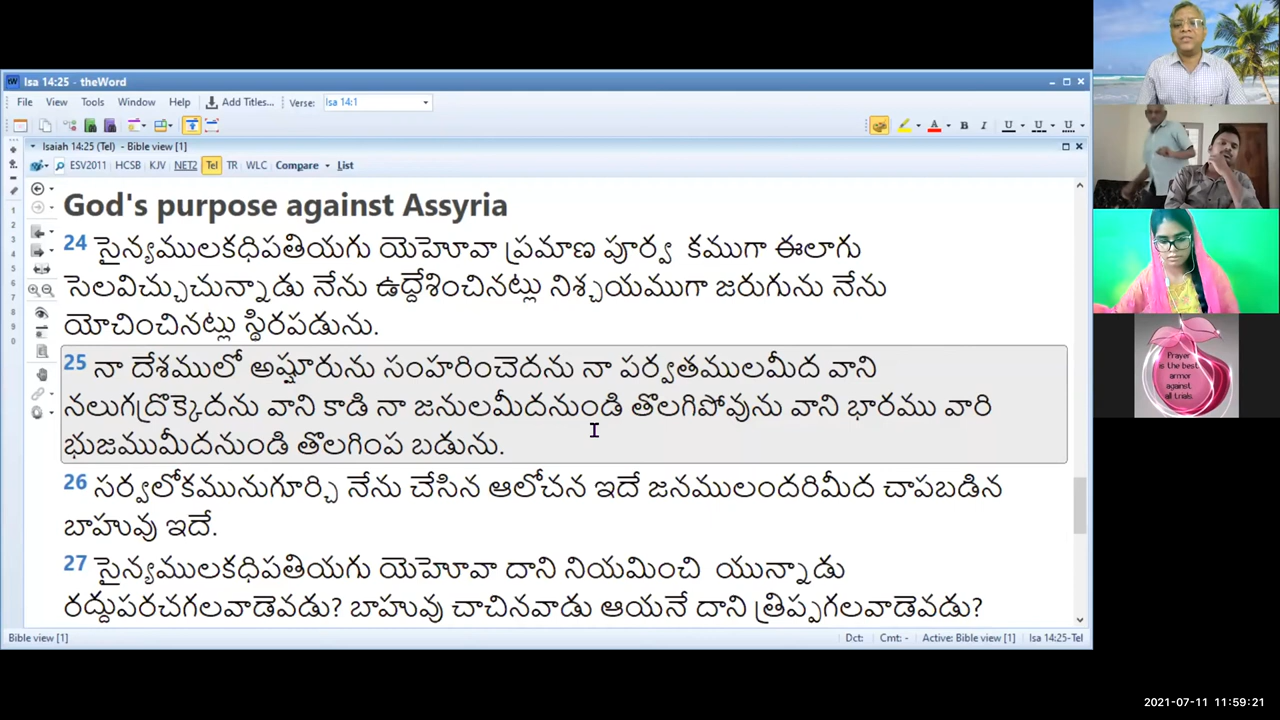 Isa 14:25 - theWord
File View Tools Window Help Add Titles... Verse: Isa 14:1
Isaiah 14:25 (Tel) - Bible view [1]
ESV2011 HCSB KJV NET2 Tel TR WLC Compare List
God's purpose against Assyria
24 సైన్యములకధిపతియగు యెహోవా ప్రమాణ పూర్వ కముగా ఈలాగు
సెలవిచ్చుచున్నాడు నేను ఉద్దేశించినట్లు నిశ్చయముగా జరుగును నేను
యోచించినట్లు స్థిరపడును.
25 నా దేశములో అష్షూరును సంహరించెదను నా పర్వతములమీద వాని
నలుగద్రొక్కెదను వాని కాడి నా జనులమీదనుండి తొలగిపోవును వాని భారము వారి
భుజముమీదనుండి తొలగింప బడును.
26 సర్వలోకమునుగూర్చి నేను చేసిన ఆలోచన ఇదే జనములందరిమీద చాపబడిన
బాహువు ఇదే.
27 సైన్యములకధిపతియగు యెహోవా దాని నియమించి యున్నాడు
రద్దుపరచగలవాడెవడు? బాహువు చాచినవాడు ఆయనే దాని త్రిప్పగలవాడెవడు?
Bible view [1] Dct: Cmt: - Active: Bible view [1] Isa 14:25-Tel
Prayer
is the best
armor
against
all trials.
2021-07-11 11:59:21